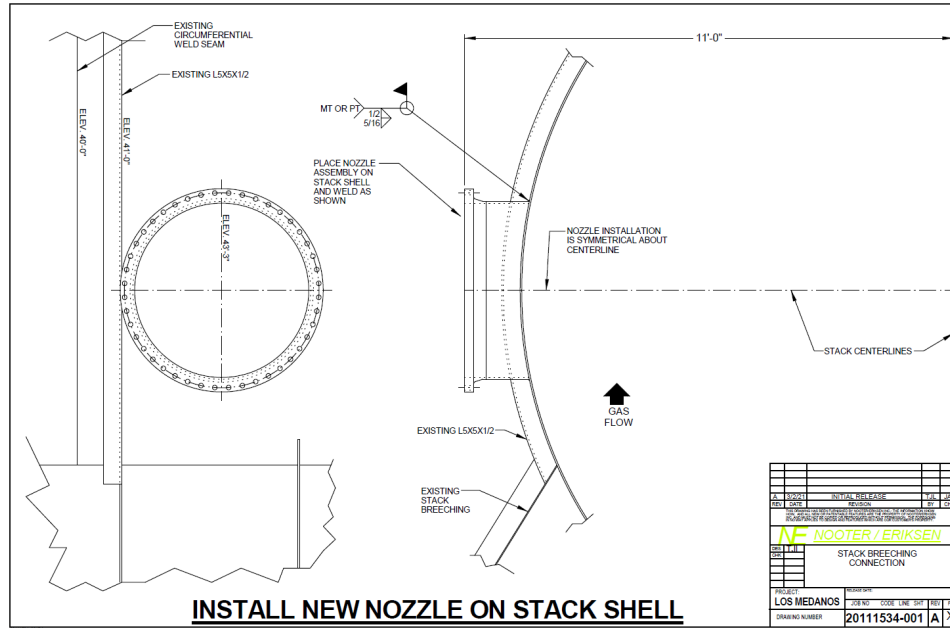 EXISTING
CIRCUMFERENTIAL
WELD SEAM
EXISTING L5X5X1/2
ELEV. 40'-0"
ELEV. 41'-0"
ELEV. 43'-3"
11'-0"
MT OR PT
1/2
5/16
PLACE NOZZLE
ASSEMBLY ON
STACK SHELL
AND WELD AS
SHOWN
NOZZLE INSTALLATION
IS SYMMETRICAL ABOUT
CENTERLINE
STACK CENTERLINES
GAS
FLOW
EXISTING L5X5X1/2
EXISTING
STACK
BREECHING
INSTALL NEW NOZZLE ON STACK SHELL
A 3/2/21 INITIAL RELEASE TJL
REV DATE REVISION BY
NOOTER / ERIKSEN
STACK BREECHING
CONNECTION
PROJECT:
LOS MEDANOS
RELEASE DATE:
JOB NO CODE LINE SHT REV
DRAWING NUMBER
20111534-001 A